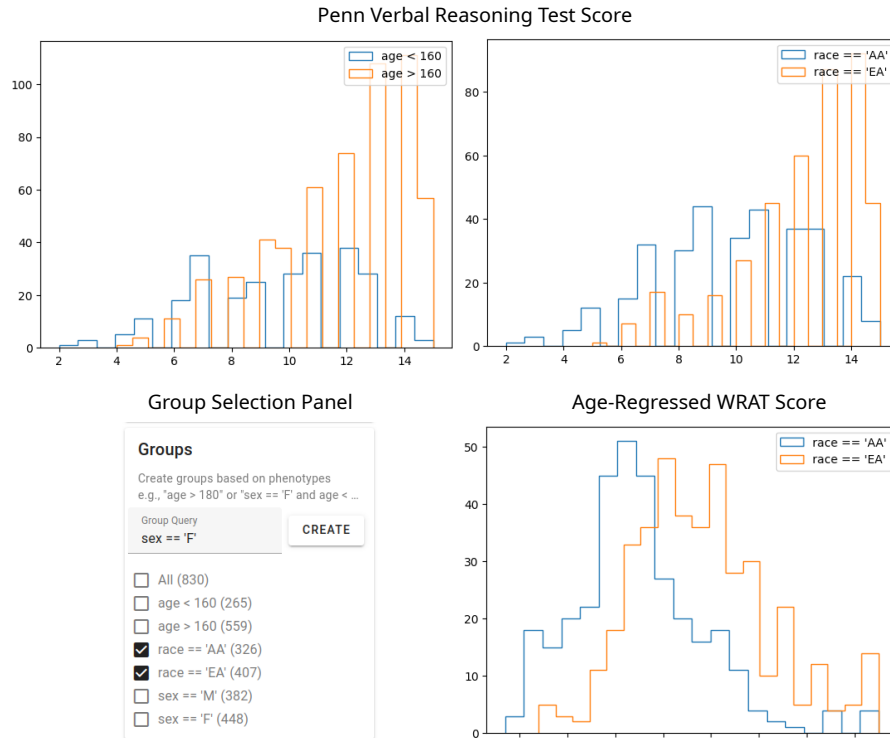 Penn Verbal Reasoning Test Score
age < 160
age > 160
100
80
60
40
20
0
2 4 6 8 10 12 14
race == 'AA'
race == 'EA'
80
60
40
20
0
2 4 6 8 10 12 14
Group Selection Panel
Groups
Create groups based on phenotypes
e.g., "age > 180" or "sex == 'F' and age < ...
Group Query
sex == 'F'
CREATE
All (830)
age < 160 (265)
age > 160 (559)
race == 'AA' (326)
race == 'EA' (407)
sex == 'M' (382)
sex == 'F' (448)
Age-Regressed WRAT Score
race == 'AA'
race == 'EA'
50
40
30
20
10
0